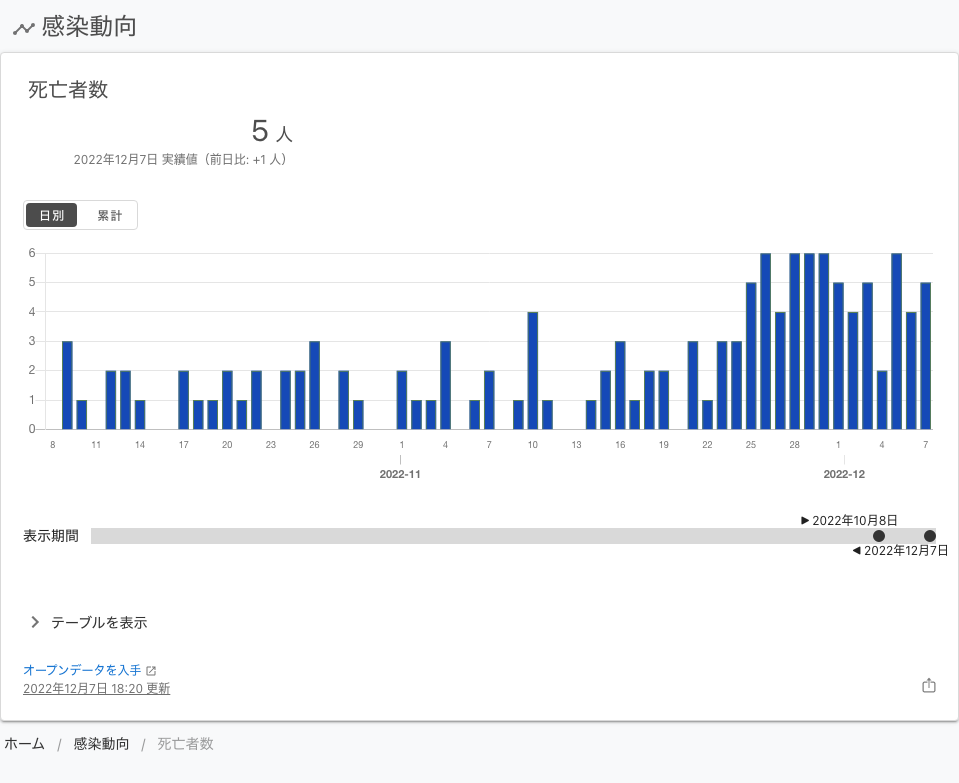 感染動向
死亡者数
5 人
2022年12月7日 実績値（前日比: +1 人）
日別 累計
6
5
4
3
2
1
0
8 11 14 17 20 23 26 29 1 4 7 10 13 16 19 22 25 28 1 4 7
2022-11 2022-12
▶ 2022年10月8日
表示期間
◀ 2022年12月7日
テーブルを表示
オープンデータを入手
2022年12月7日 18:20 更新
ホーム / 感染動向 / 死亡者数